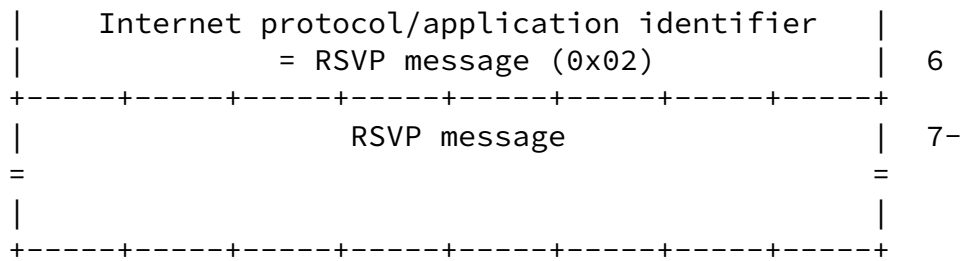 |     Internet protocol/application identifier     |
|              = RSVP message (0x02)               |  6
+-----+-----+-----+-----+-----+-----+-----+-----+
|                  RSVP message                    |  7-
=                                                  =
|                                                  |
+-----+-----+-----+-----+-----+-----+-----+-----+